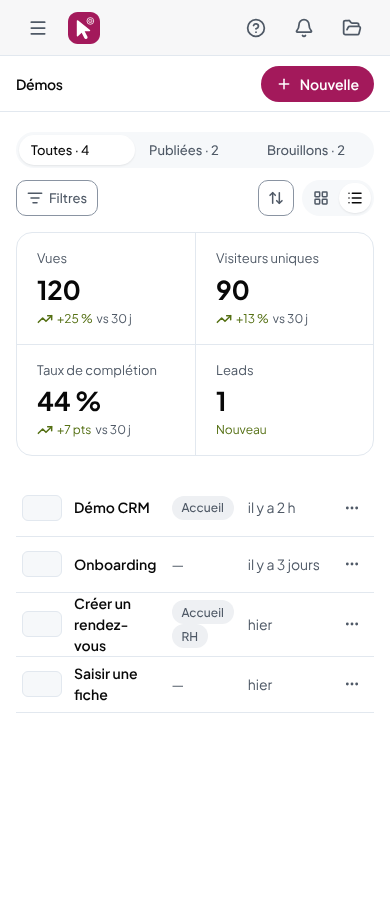 Démos
Nouvelle
Toutes · 4
Publiées · 2
Brouillons · 2
Filtres
Vues
120
+25 % vs 30 j
Visiteurs uniques
90
+13 % vs 30 j
Taux de complétion
44 %
+7 pts vs 30 j
Leads
1
Nouveau
Démo CRM
Accueil
il y a 2 h
Onboarding
—
il y a 3 jours
Créer un
rendez-
vous
Accueil
RH
hier
Saisir une
fiche
—
hier